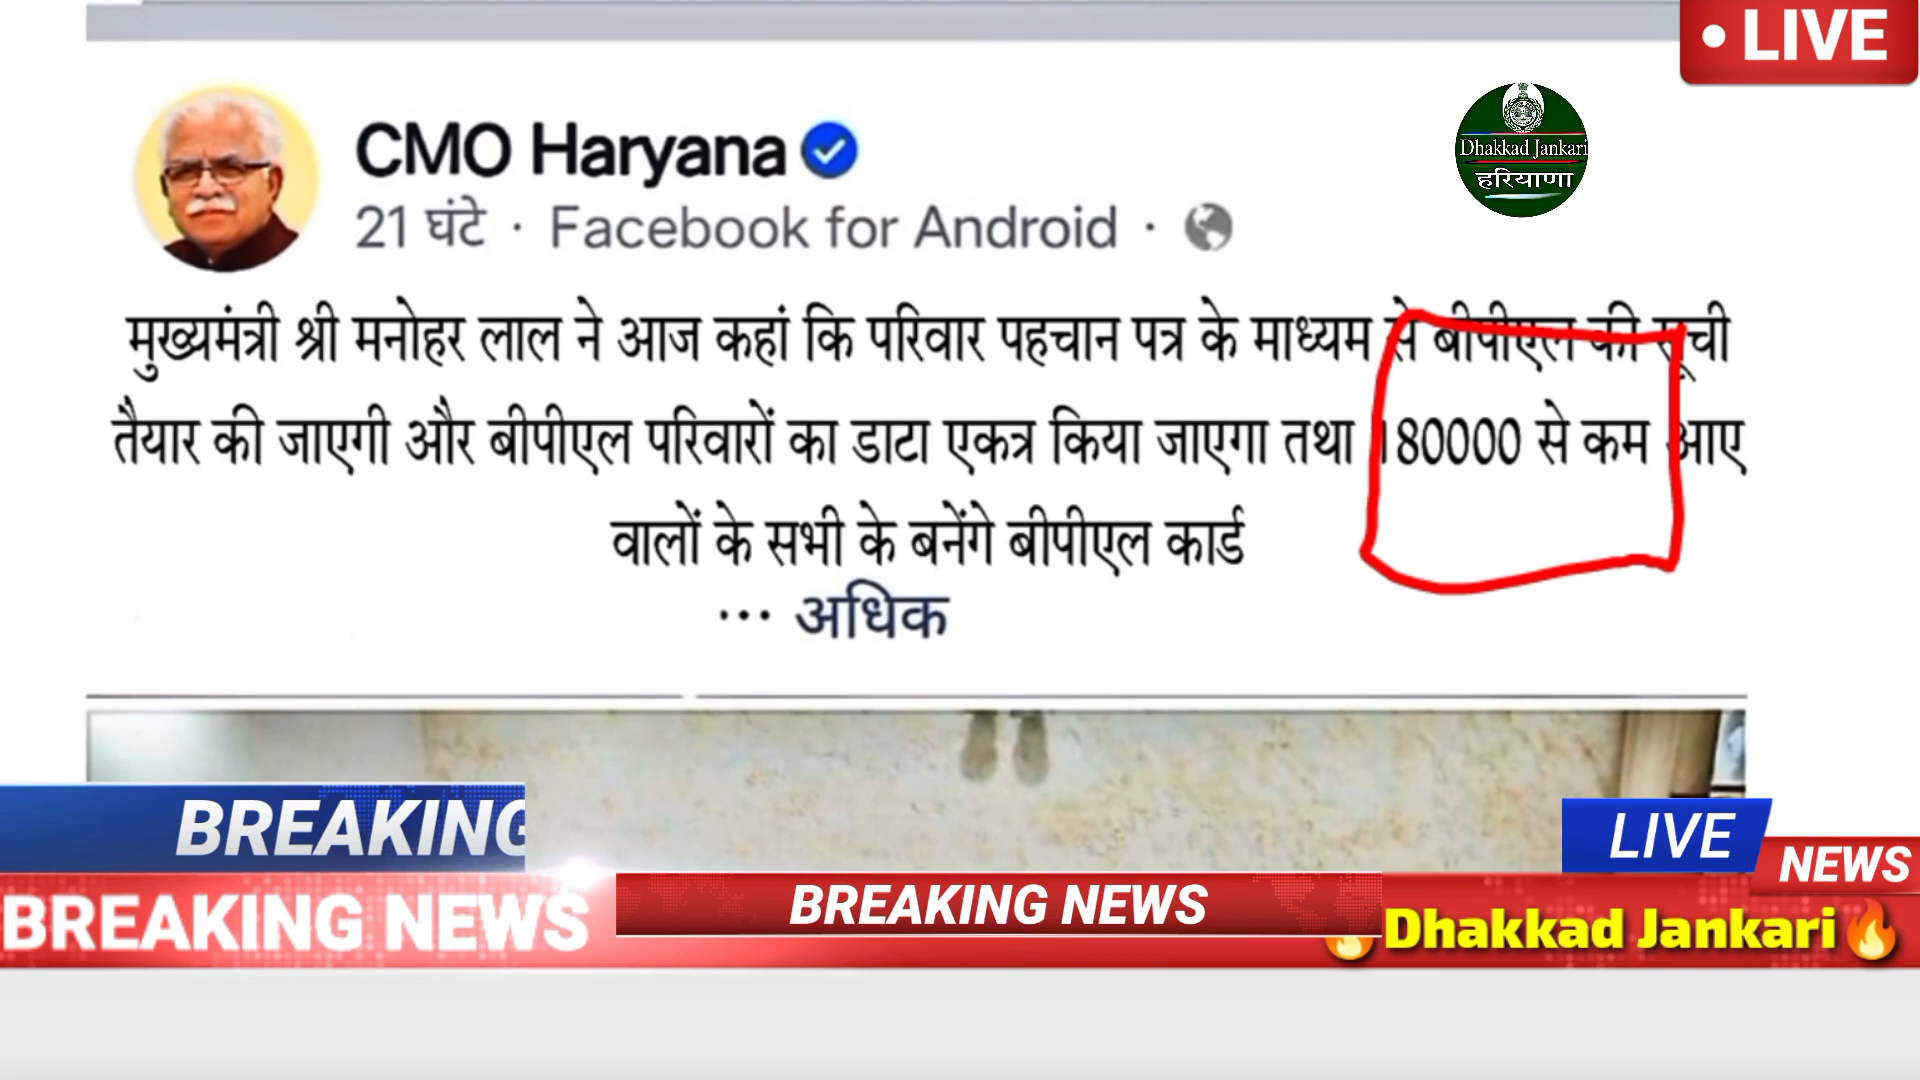 LIVE
CMO Haryana
21 घंटे · Facebook for Android ·
Dhakkad Jankari
हरियाणा
मुख्यमंत्री श्री मनोहर लाल ने आज कहां कि परिवार पहचान पत्र के माध्यम से बीपीएल की सूची
तैयार की जाएगी और बीपीएल परिवारों का डाटा एकत्र किया जाएगा तथा 180000 से कम आए
वालों के सभी के बनेंगे बीपीएल कार्ड
... अधिक
BREAKING
LIVE
NEWS
BREAKING NEWS
BREAKING NEWS
Dhakkad Jankari